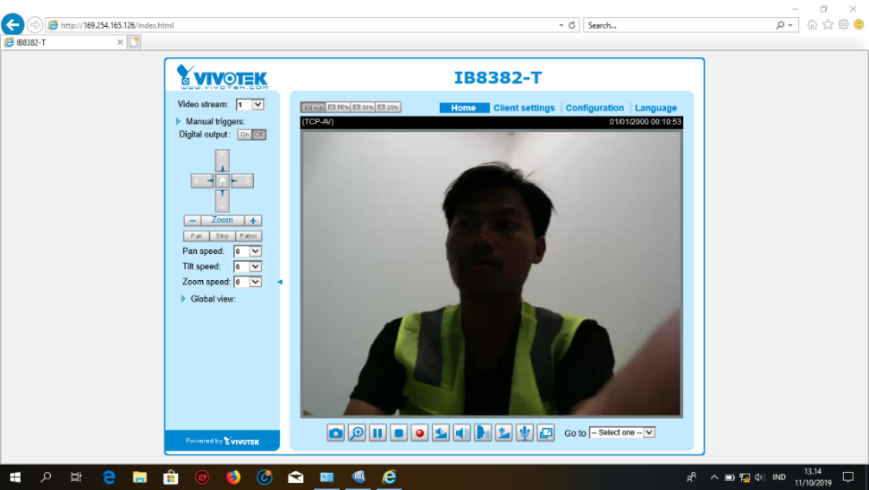 http://169.254.165.126/index.html
Search...
IB8382-T
VIVOTEK
WWW.VIVOTEK.COM
IB8382-T
Video stream: 1
Manual triggers:
Digital output: On Off
Zoom
Pan Stop Patrol
Pan speed: 0
Tilt speed: 0
Zoom speed: 0
Global view:
Powered by VIVOTEK
Auto 100% 50% 25%
Home Client settings Configuration Language
(TCP-AV) 01/01/2000 00:10:53
Go to -- Select one --
IND
13.14
11/10/2019